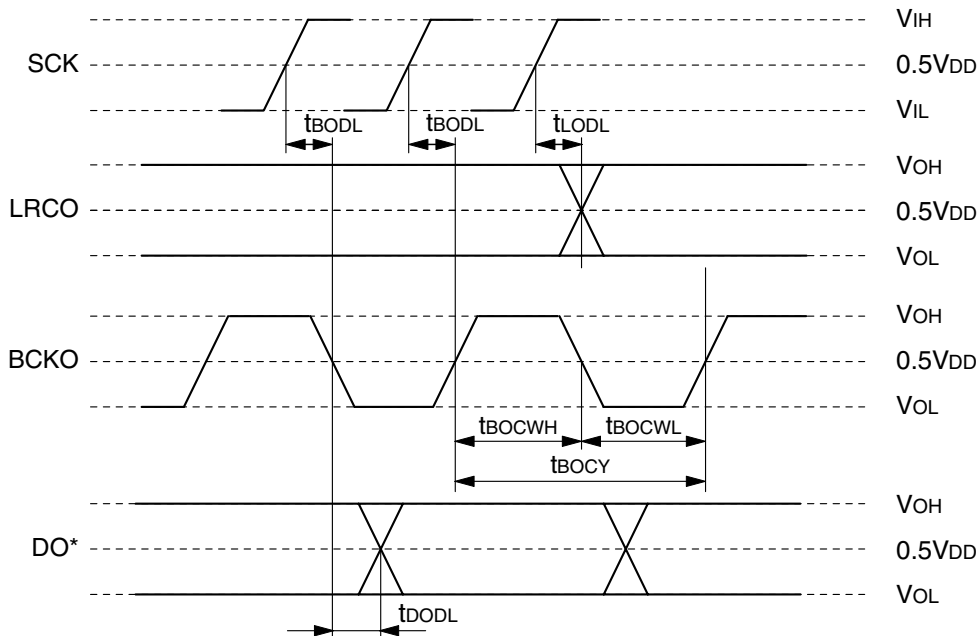 VIH
SCK
0.5VDD
VIL
tBODL
tBODL
tLODL
VOH
LRCO
0.5VDD
VOL
VOH
BCKO
0.5VDD
VOL
tBOCWH
tBOCWL
tBOCY
VOH
DO*
0.5VDD
VOL
tDODL